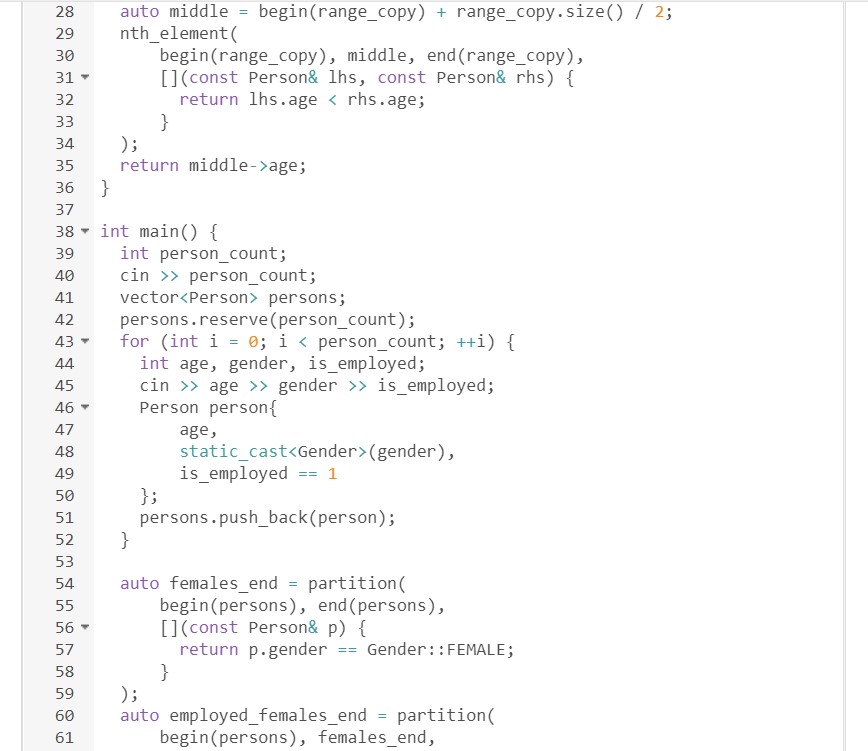 28 auto middle = begin(range_copy) + range_copy.size() / 2;
29 nth_element(
30 begin(range_copy), middle, end(range_copy),
31 [](const Person& lhs, const Person& rhs) {
32 return lhs.age < rhs.age;
33 }
34 );
35 return middle->age;
36 }
37
38 int main() {
39 int person_count;
40 cin >> person_count;
41 vector<Person> persons;
42 persons.reserve(person_count);
43 for (int i = 0; i < person_count; ++i) {
44 int age, gender, is_employed;
45 cin >> age >> gender >> is_employed;
46 Person person{
47 age,
48 static_cast<Gender>(gender),
49 is_employed == 1
50 };
51 persons.push_back(person);
52 }
53
54 auto females_end = partition(
55 begin(persons), end(persons),
56 [](const Person& p) {
57 return p.gender == Gender::FEMALE;
58 }
59 );
60 auto employed_females_end = partition(
61 begin(persons), females_end,